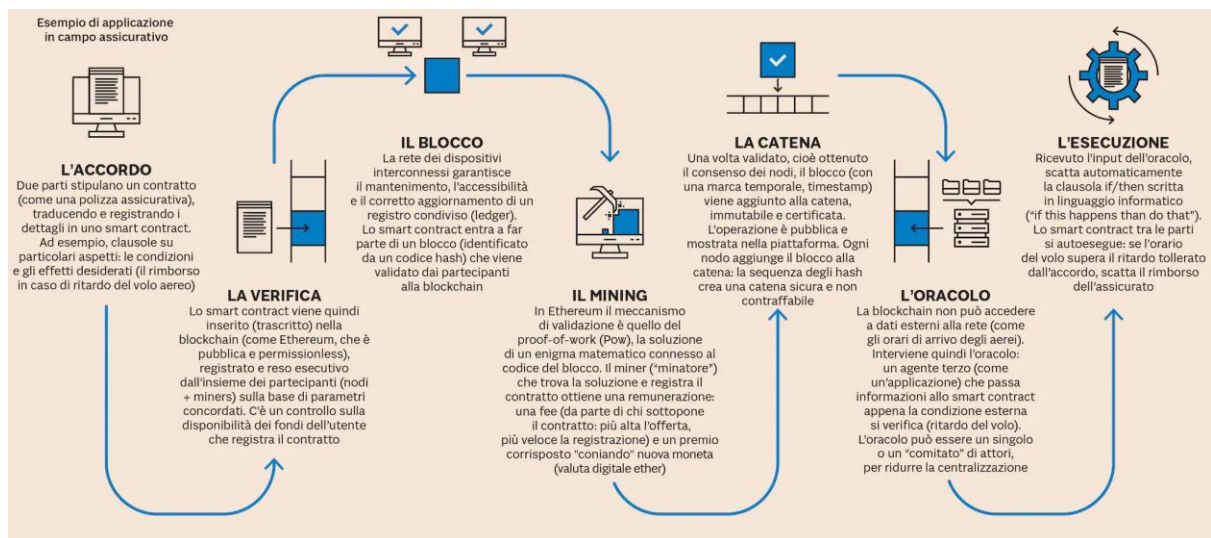 Esempio di applicazione
in campo assicurativo
L'ACCORDO
Due parti stipulano un contratto
(come una polizza assicurativa),
traducendo e registrando i
dettagli in uno smart contract.
Ad esempio, clausole su
particolari aspetti: le condizioni
e gli effetti desiderati (il rimborso
in caso di ritardo del volo aereo)
LA VERIFICA
Lo smart contract viene quindi
inserito (trascritto) nella
blockchain (come Ethereum, che è
pubblica e permissionless),
registrato e reso esecutivo
dall'insieme dei partecipanti (nodi
+ miners) sulla base di parametri
concordati. C'è un controllo sulla
disponibilità dei fondi dell'utente
che registra il contratto
IL BLOCCO
La rete dei dispositivi
interconnessi garantisce
il mantenimento, l'accessibilità
e il corretto aggiornamento di un
registro condiviso (ledger).
Lo smart contract entra a far
parte di un blocco (identificato
da un codice hash) che viene
validato dai partecipanti
alla blockchain
IL MINING
In Ethereum il meccanismo
di validazione è quello del
proof-of-work (Pow), la soluzione
di un enigma matematico connesso al
codice del blocco. Il miner ("minatore")
che trova la soluzione e registra il
contratto ottiene una remunerazione:
una fee (da parte di chi sottopone
il contratto: più alta l'offerta,
più veloce la registrazione) e un premio
corrisposto "coniando" nuova moneta
(valuta digitale ether)
LA CATENA
Una volta validato, cioè ottenuto
il consenso dei nodi, il blocco (con
una marca temporale, timestamp)
viene aggiunto alla catena,
immutabile e certificata.
L'operazione è pubblica e
mostrata nella piattaforma. Ogni
nodo aggiunge il blocco alla
catena: la sequenza degli hash
crea una catena sicura e non
contraffabile
L'ORACOLO
La blockchain non può accedere
a dati esterni alla rete (come
gli orari di arrivo degli aerei).
Interviene quindi l'oracolo:
un agente terzo (come
un'applicazione) che passa
informazioni allo smart contract
appena la condizione esterna
si verifica (ritardo del volo).
L'oracolo può essere un singolo
o un "comitato" di attori,
per ridurre la centralizzazione
L'ESECUZIONE
Ricevuto l'input dell'oracolo,
scatta automaticamente
la clausola if/then scritta
in linguaggio informatico
("if this happens than do that").
Lo smart contract tra le parti
si autoesegue: se l'orario
del volo supera il ritardo tollerato
dall'accordo, scatta il rimborso
dell'assicurato